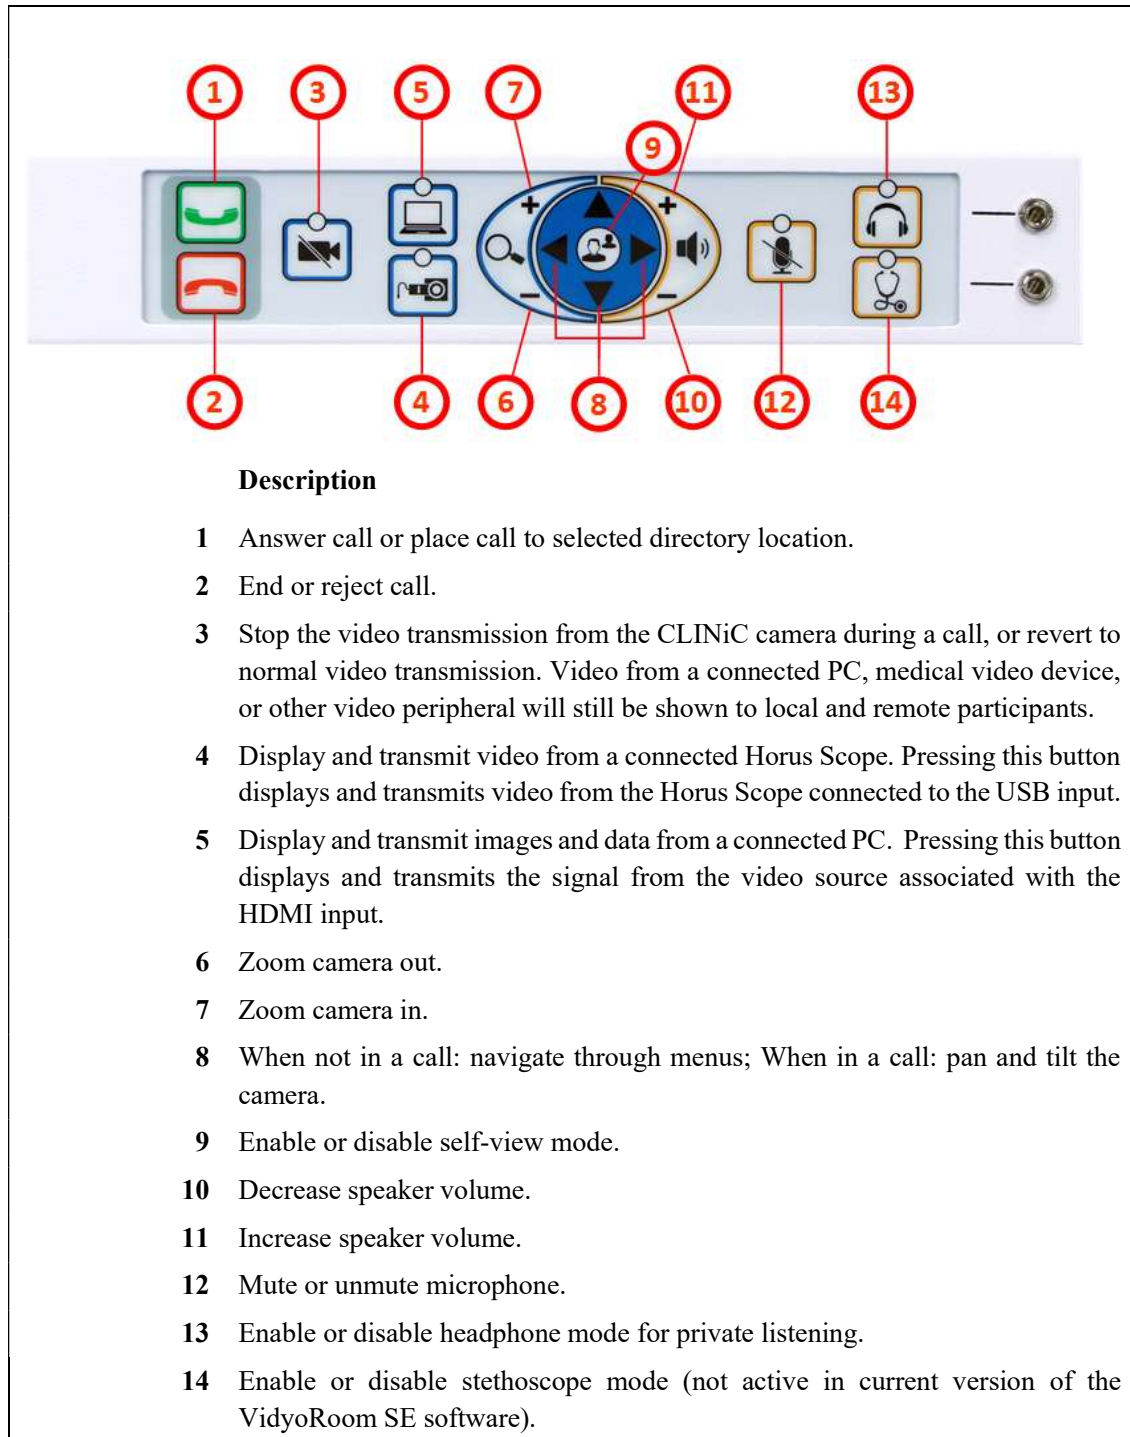 1 3 5 7 11 13
9
2 4 6 8 10 12 14
Description
1 Answer call or place call to selected directory location.
2 End or reject call.
3 Stop the video transmission from the CLINiC camera during a call, or revert to
normal video transmission. Video from a connected PC, medical video device,
or other video peripheral will still be shown to local and remote participants.
4 Display and transmit video from a connected Horus Scope. Pressing this button
displays and transmits video from the Horus Scope connected to the USB input.
5 Display and transmit images and data from a connected PC. Pressing this button
displays and transmits the signal from the video source associated with the
HDMI input.
6 Zoom camera out.
7 Zoom camera in.
8 When not in a call: navigate through menus; When in a call: pan and tilt the
camera.
9 Enable or disable self-view mode.
10 Decrease speaker volume.
11 Increase speaker volume.
12 Mute or unmute microphone.
13 Enable or disable headphone mode for private listening.
14 Enable or disable stethoscope mode (not active in current version of the
VidyoRoom SE software).